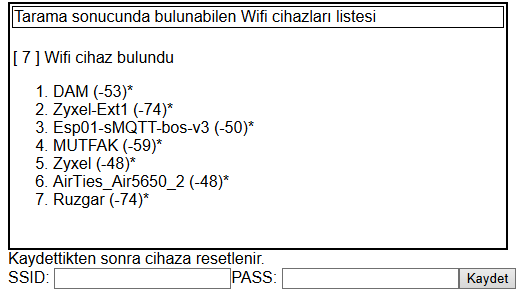 Tarama sonucunda bulunabilen Wifi cihazları listesi
[ 7 ] Wifi cihaz bulundu
1. DAM (-53)*
2. Zyxel-Ext1 (-74)*
3. Esp01-sMQTT-bos-v3 (-50)*
4. MUTFAK (-59)*
5. Zyxel (-48)*
6. AirTies_Air5650_2 (-48)*
7. Ruzgar (-74)*
Kaydettikten sonra cihaza resetlenir.
SSID: PASS: Kaydet